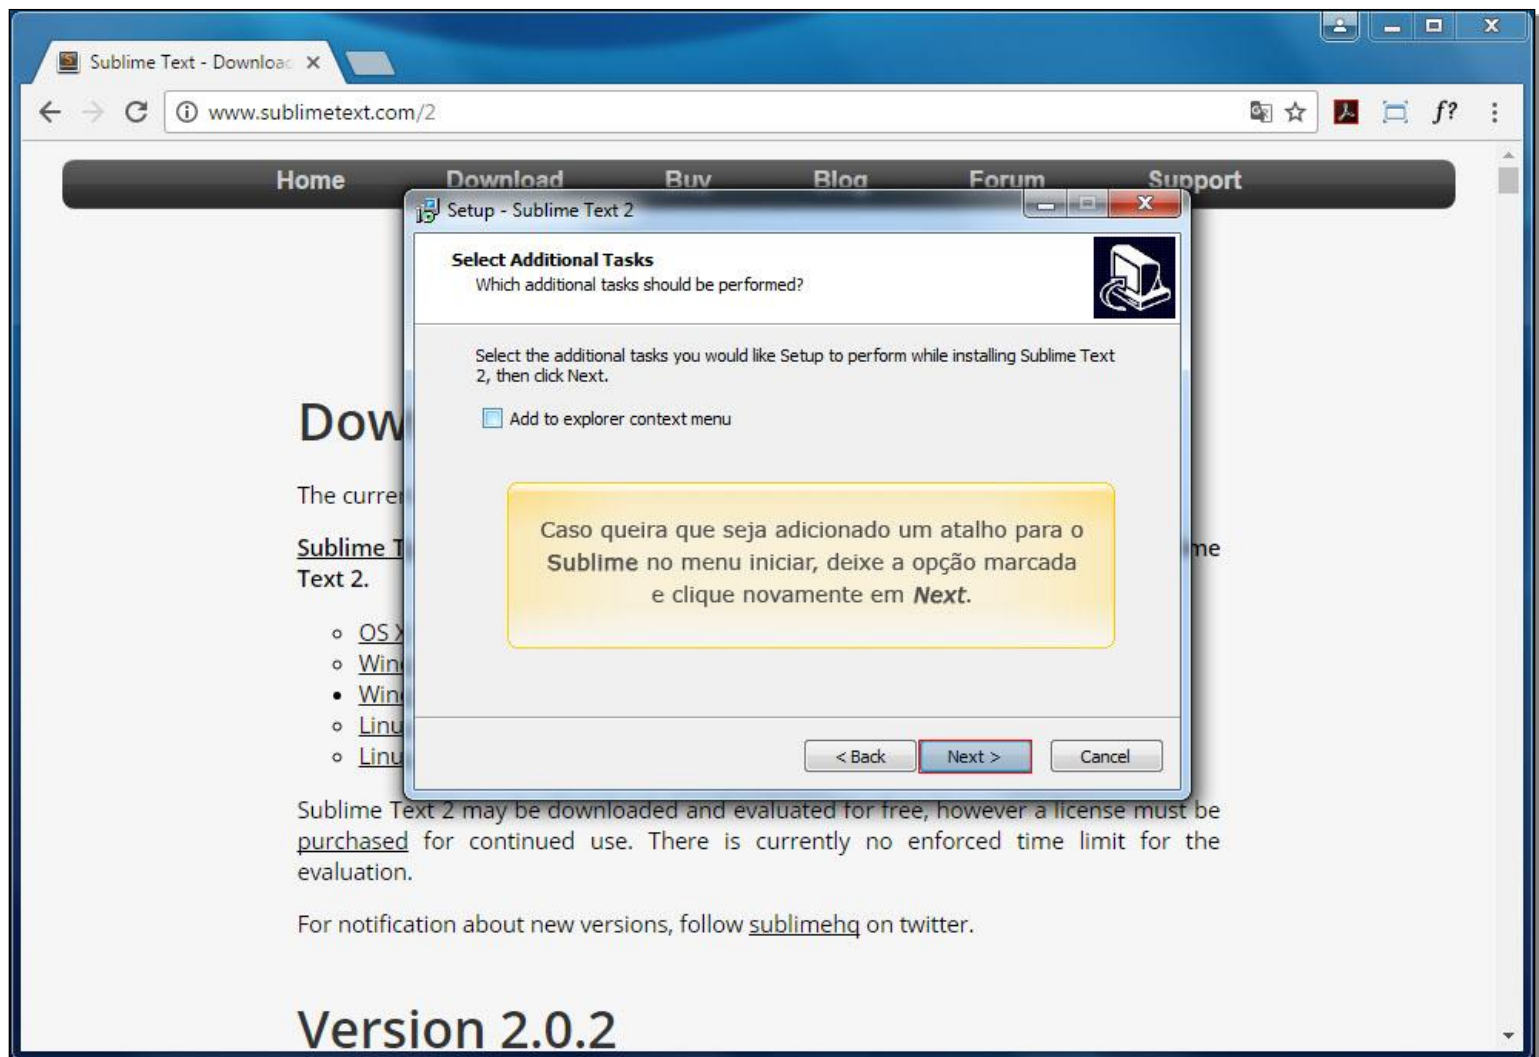 Sublime Text - Downloa
www.sublimetext.com/2
f?
Home Download Buy Blog Forum Support
Setup - Sublime Text 2
Select Additional Tasks
Which additional tasks should be performed?
Select the additional tasks you would like Setup to perform while installing Sublime Text
2, then click Next.
Add to explorer context menu
Caso queira que seja adicionado um atalho para o
Sublime no menu iniciar, deixe a opção marcada
e clique novamente em Next.
< Back Next > Cancel
The curre
Sublime
Text 2.
OS X
Sublime Text 2 may be downloaded and evaluated for free, however a license must be
purchased for continued use. There is currently no enforced time limit for the
evaluation.
For notification about new versions, follow sublimehq on twitter.
Version 2.0.2